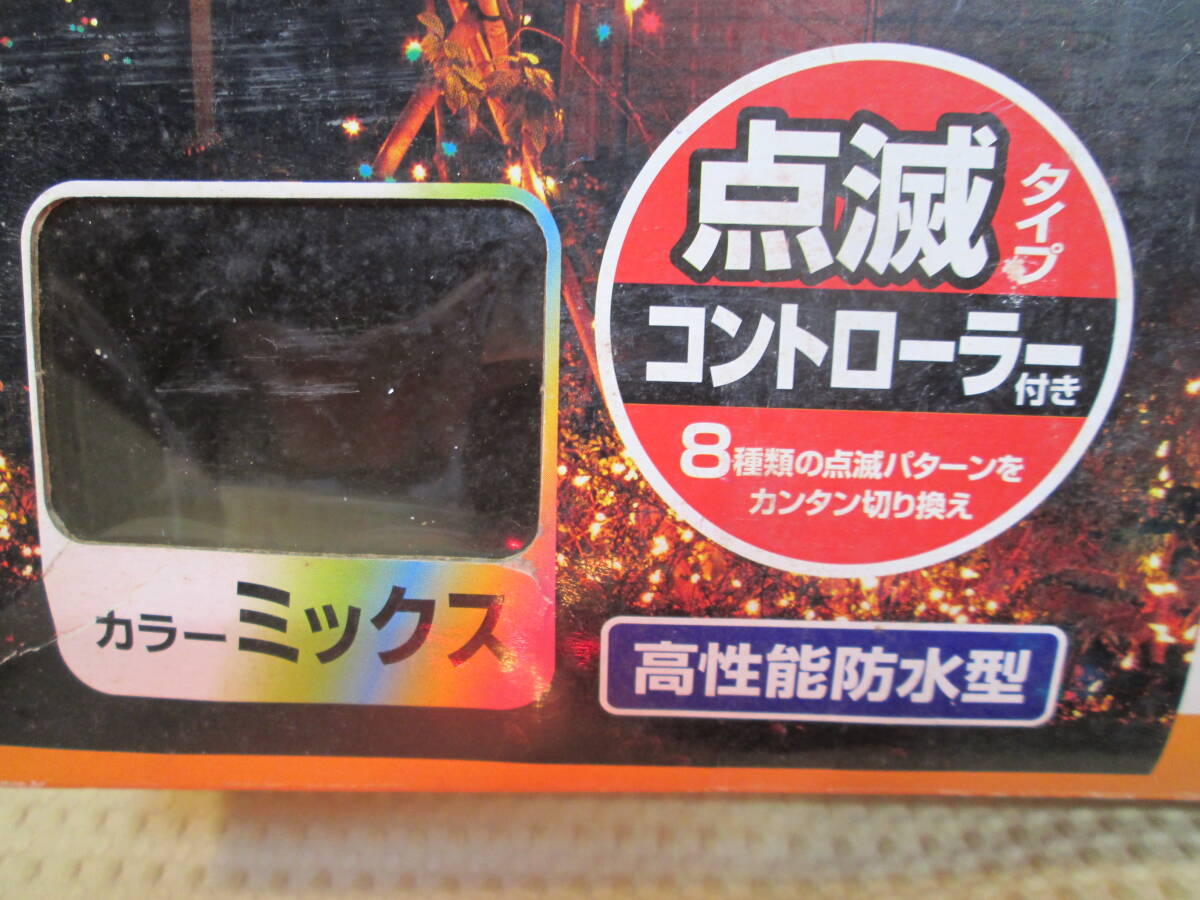 点滅タイプ
コントローラー付き
8種類の点滅パターンを
カンタン切り換え
カラーミックス
高性能防水型